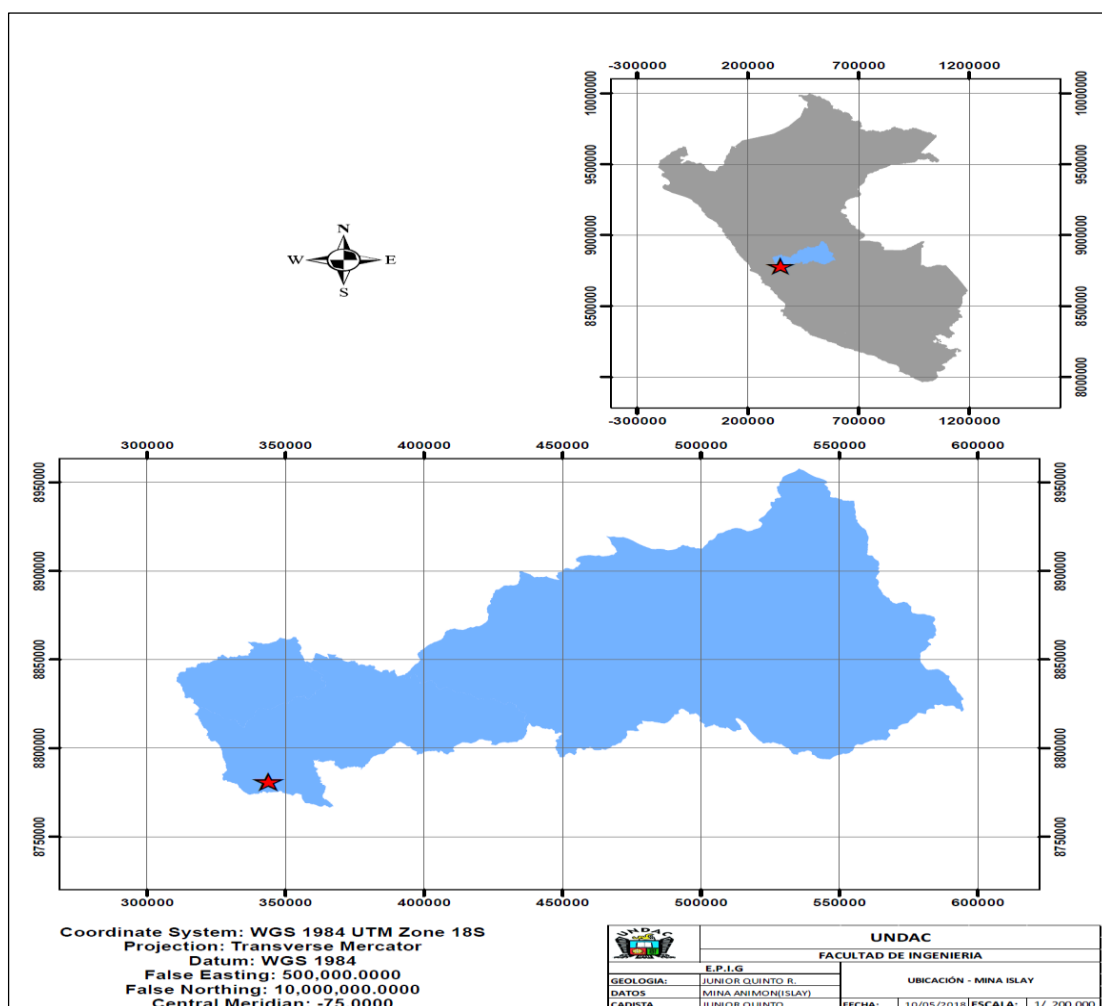 -300000 200000 700000 1200000
10000000 10000000
9500000 9500000
9000000 9000000
8500000 8500000
8000000 8000000
-300000 200000 700000 1200000
N
W E
S
300000 350000 400000 450000 500000 550000 600000
8950000 8950000
8900000 8900000
8850000 8850000
8800000 8800000
8750000 8750000
300000 350000 400000 450000 500000 550000 600000
Coordinate System: WGS 1984 UTM Zone 18S
Projection: Transverse Mercator
Datum: WGS 1984
False Easting: 500,000.0000
False Northing: 10,000,000.0000
Central Meridian: -75.0000
UNDAC
UNDAC
FACULTAD DE INGENIERIA
E.P.I.G
GEOLOGIA: JUNIOR QUINTO R.
UBICACIÓN - MINA ISLAY
DATOS MINA ANIMON(ISLAY)
CADISTA JUNIOR QUINTO FECHA: 10/05/2018 ESCALA: 1/ 200,000